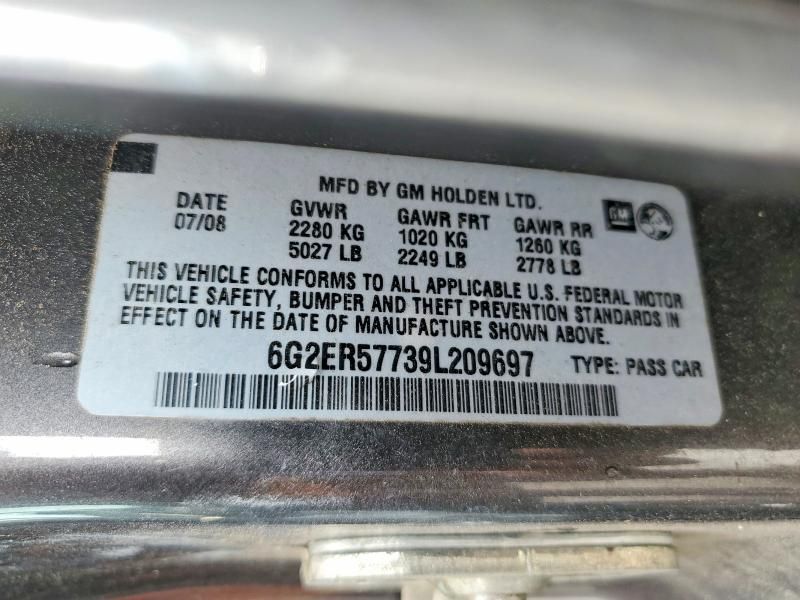 MFD BY GM HOLDEN LTD.
DATE GVWR GAWR FRT GAWR RR GM
07/08 2280 KG 1020 KG 1260 KG
5027 LB 2249 LB 2778 LB
THIS VEHICLE CONFORMS TO ALL APPLICABLE U.S. FEDERAL MOTOR
VEHICLE SAFETY, BUMPER AND THEFT PREVENTION STANDARDS IN
EFFECT ON THE DATE OF MANUFACTURE SHOWN ABOVE.
6G2ER57739L209697 TYPE: PASS CAR